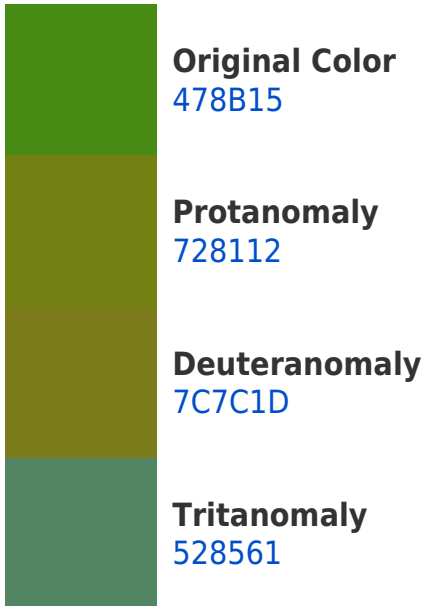 Original Color
478B15
Protanomaly
728112
Deuteranomaly
7C7C1D
Tritanomaly
528561